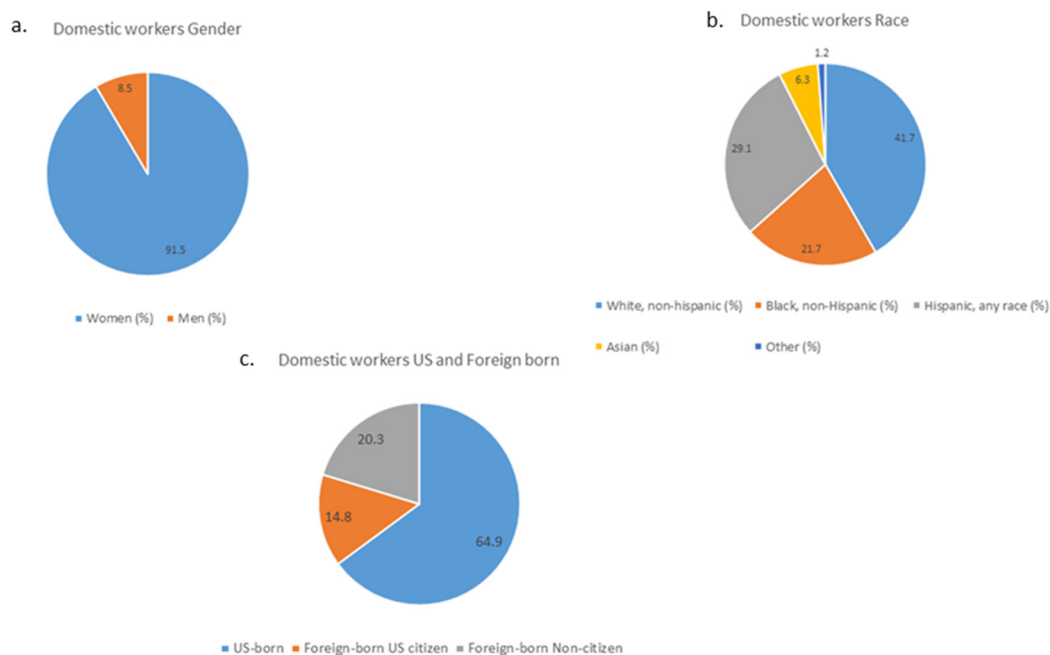 a. Domestic workers Gender
8.5
91.5
■ Women (%) ■ Men (%)
b. Domestic workers Race
1.2
6.3
41.7
29.1
21.7
■ White, non-hispanic (%) ■ Black, non-Hispanic (%) ■ Hispanic, any race (%)
■ Asian (%) ■ Other (%)
c. Domestic workers US and Foreign born
20.3
14.8
64.9
■ US-born ■ Foreign-born US citizen ■ Foreign-born Non-citizen